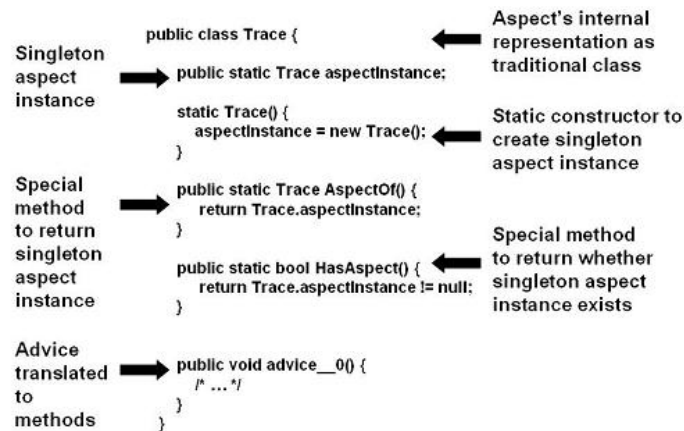 public class Trace {
Aspect's internal
representation as
traditional class
Singleton
aspect
instance
public static Trace aspectInstance;
static Trace() {
aspectInstance = new Trace();
}
Static constructor to
create singleton
aspect instance
Special
method
to return
singleton
aspect
instance
public static Trace AspectOf() {
return Trace.aspectInstance;
}
public static bool HasAspect() {
return Trace.aspectInstance != null;
}
Special method
to return whether
singleton aspect
instance exists
Advice
translated
to
methods
public void advice__0() {
/* ... */
}
}